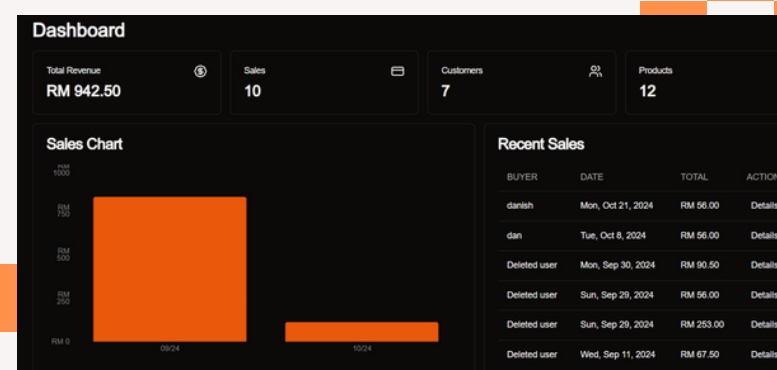 Dashboard
Total Revenue
RM 942.50
Sales
10
Customers
7
Products
12
Sales Chart
RM
1000
RM
750
RM
500
RM
250
RM 0
09/24
10/24
Recent Sales
BUYER DATE TOTAL ACTION
danish Mon, Oct 21, 2024 RM 56.00 Details
dan Tue, Oct 8, 2024 RM 56.00 Details
Deleted user Mon, Sep 30, 2024 RM 90.50 Details
Deleted user Sun, Sep 29, 2024 RM 56.00 Details
Deleted user Sun, Sep 29, 2024 RM 253.00 Details
Deleted user Wed, Sep 11, 2024 RM 67.50 Details